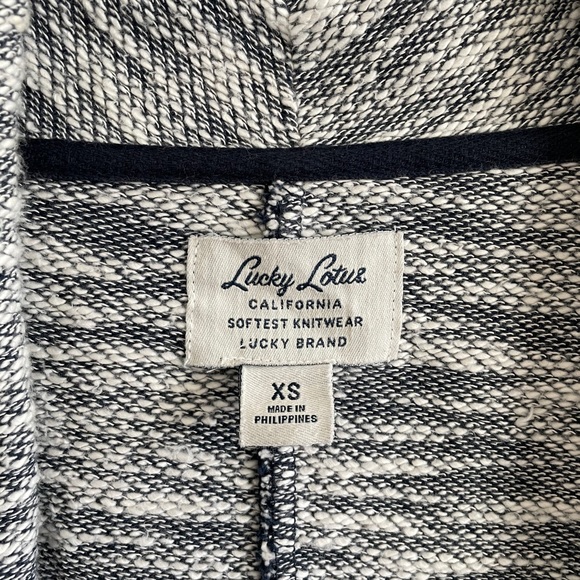 Lucky Lotus
CALIFORNIA
SOFTEST KNITWEAR
LUCKY BRAND
XS
MADE IN
PHILIPPINES